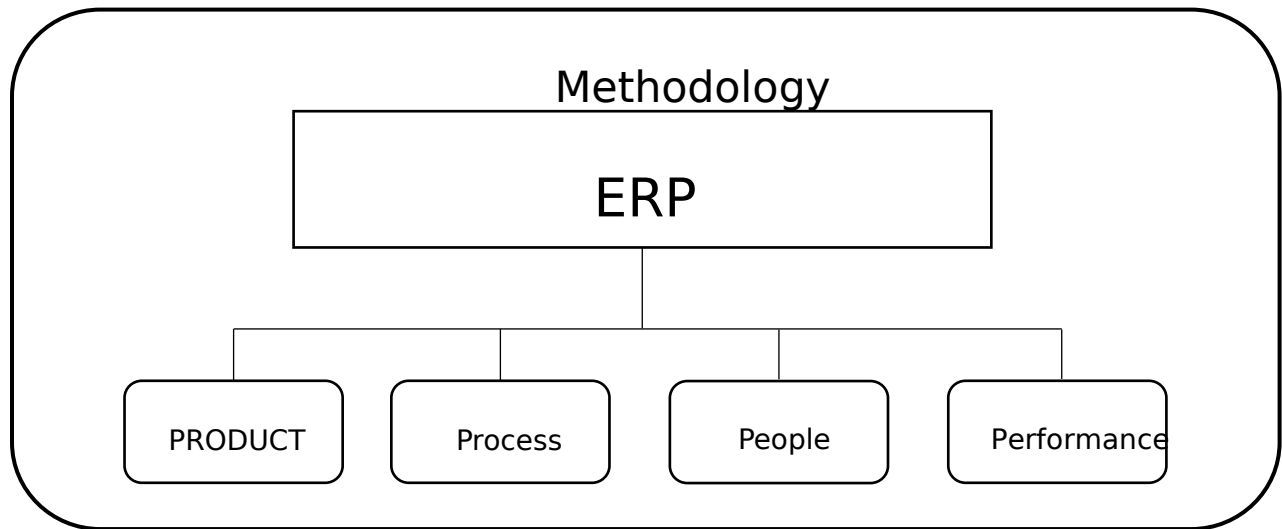 Methodology
ERP
PRODUCT
Process
People
Performance